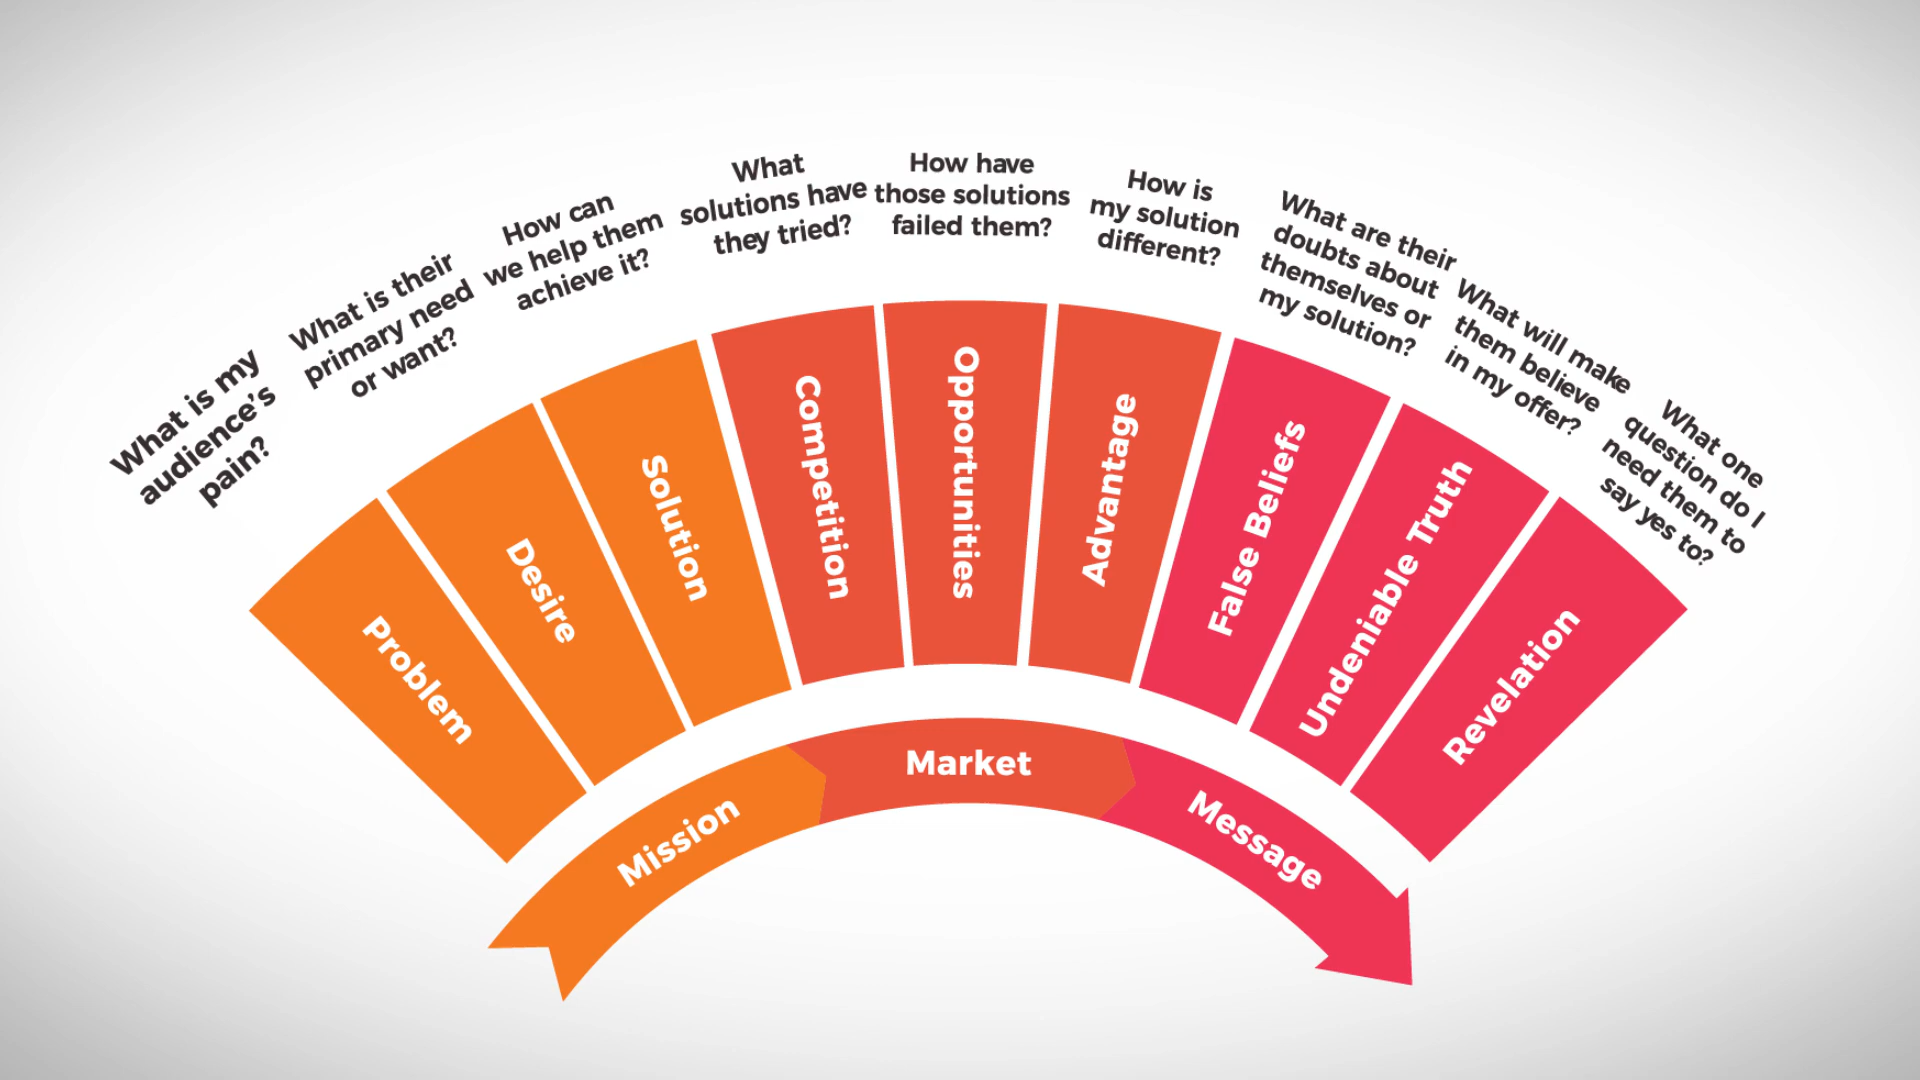 What is my
audience's
pain?
What is their
primary need
or want?
How can
we help them
achieve it?
What
solutions have
they tried?
How have
those solutions
failed them?
How is
my solution
different?
What are their
doubts about
themselves or
my solution?
What will make
them believe
in my offer?
What one
question do I
need them to
say yes to?
Problem
Desire
Solution
Competition
Opportunities
Advantage
False Beliefs
Undeniable Truth
Revelation
Mission
Market
Message